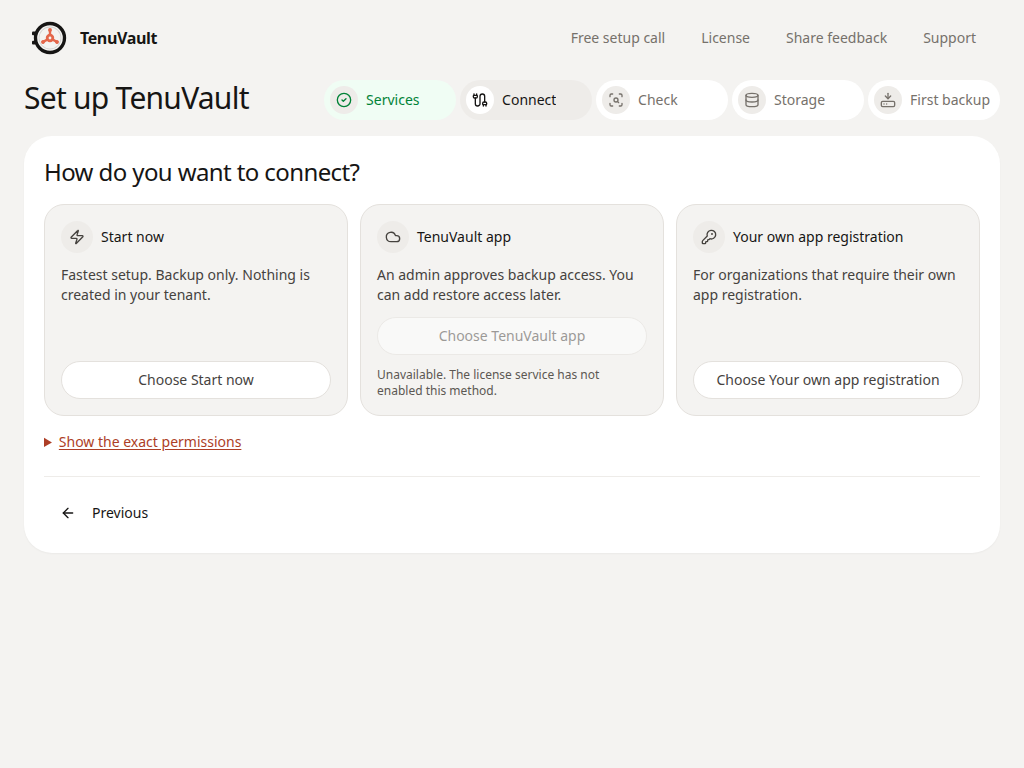 TenuVault
Free setup call
License
Share feedback
Support
Set up TenuVault
Services
Connect
Check
Storage
First backup
How do you want to connect?
Start now
Fastest setup. Backup only. Nothing is
created in your tenant.
Choose Start now
TenuVault app
An admin approves backup access. You
can add restore access later.
Choose TenuVault app
Unavailable. The license service has not
enabled this method.
Your own app registration
For organizations that require their own
app registration.
Choose Your own app registration
Show the exact permissions
Previous